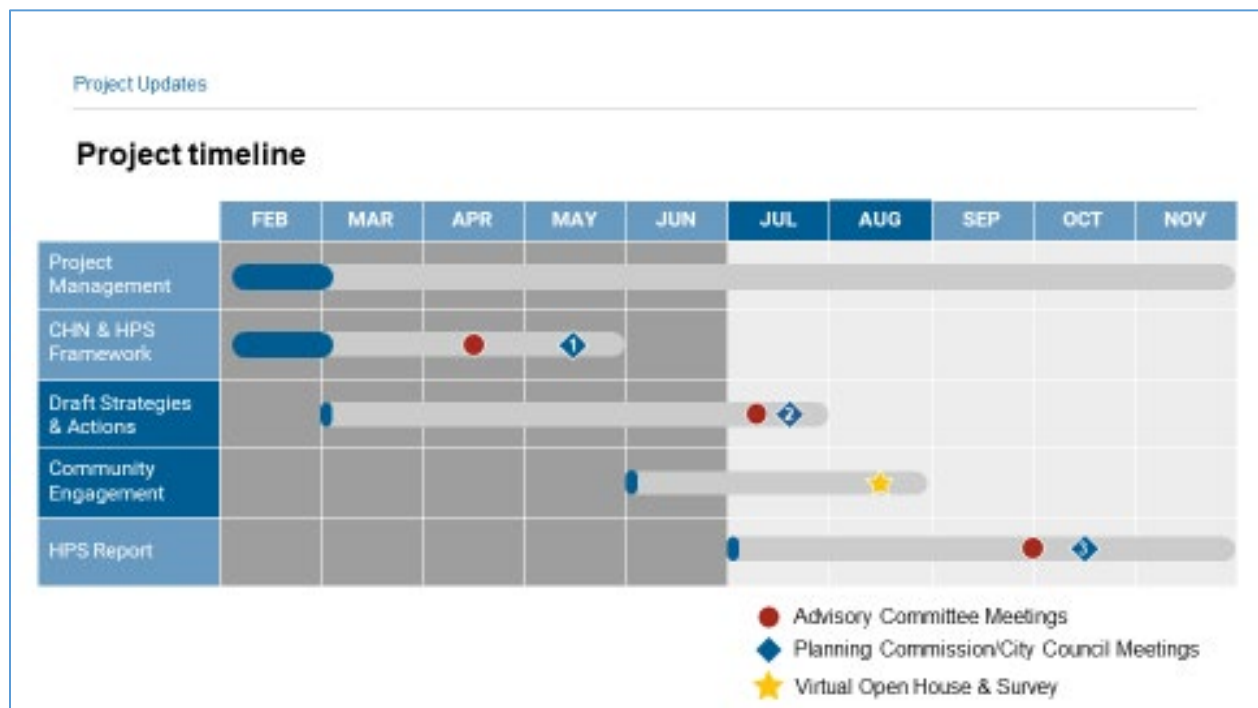 Project Updates
Project timeline
FEB MAR APR MAY JUN JUL AUG SEP OCT NOV
Project
Management
CHN & HPS
Framework
1
Draft Strategies
& Actions
2
Community
Engagement
HPS Report
3
Advisory Committee Meetings
Planning Commission/City Council Meetings
Virtual Open House & Survey